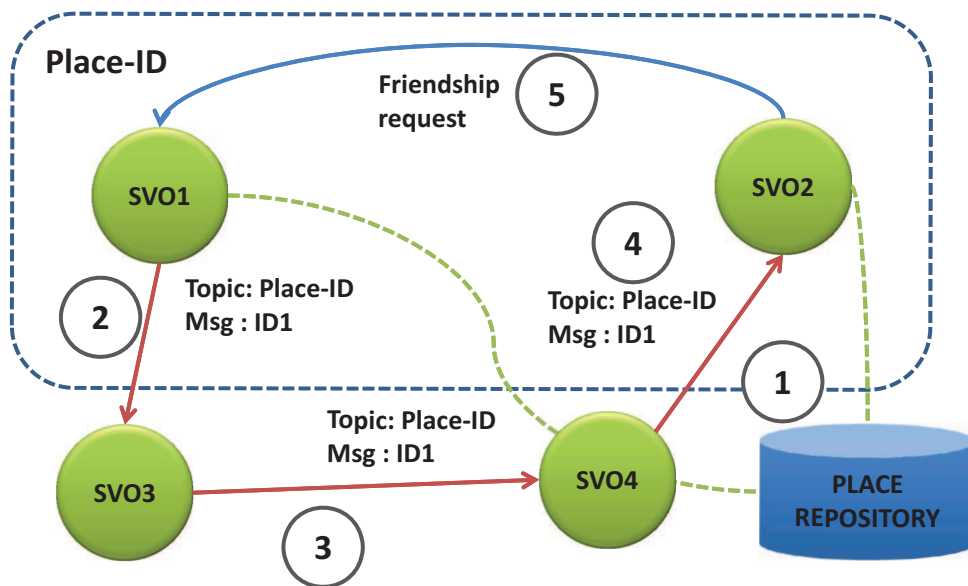 Place-ID
Friendship
request
5
SVO1
SVO2
4
2
Topic: Place-ID
Msg : ID1
Topic: Place-ID
Msg : ID1
1
Topic: Place-ID
Msg : ID1
SVO3
SVO4
PLACE
REPOSITORY
3